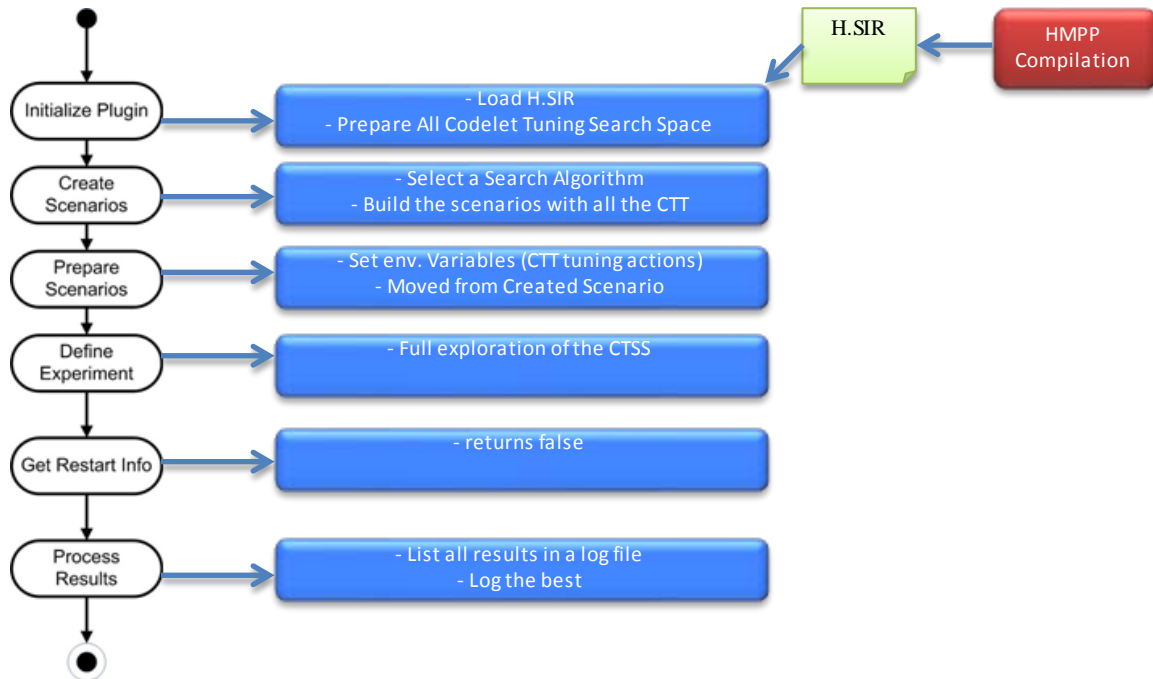 H.SIR
HMPP
Compilation
Initialize Plugin
- Load H.SIR
- Prepare All Codelet Tuning Search Space
Create
Scenarios
- Select a Search Algorithm
- Build the scenarios with all the CTT
Prepare
Scenarios
- Set env. Variables (CTT tuning actions)
- Moved from Created Scenario
Define
Experiment
- Full exploration of the CTSS
Get Restart Info
- returns false
Process
Results
- List all results in a log file
- Log the best